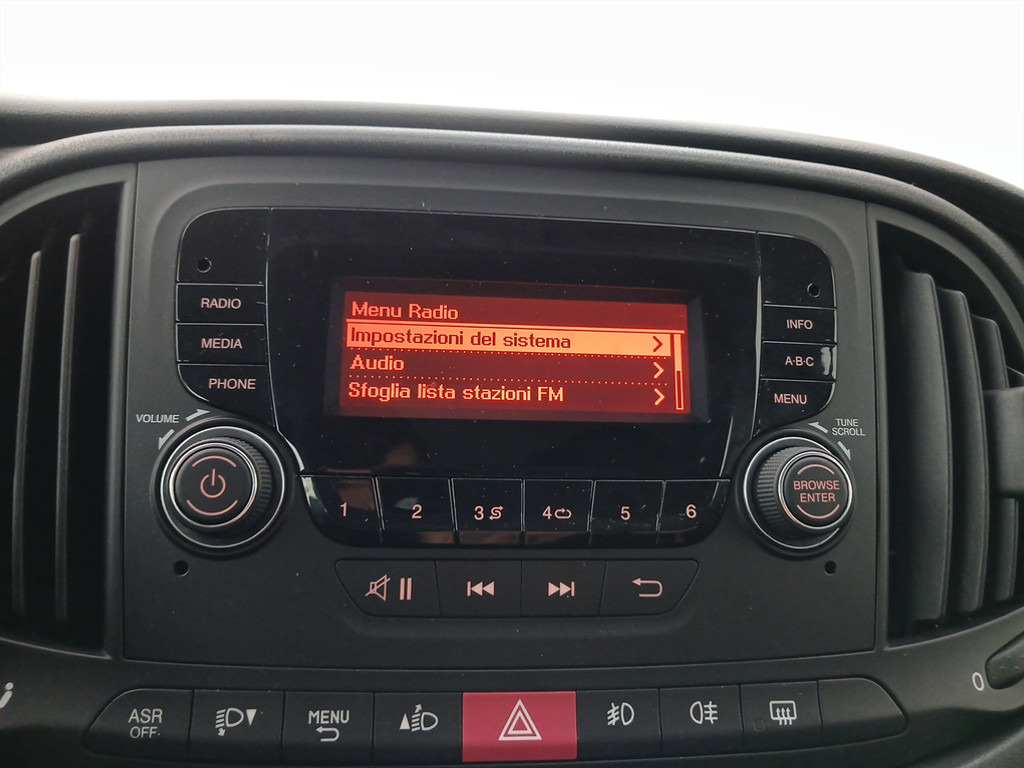 Menu Radio
Impostazioni del sistema
Audio
Sfoglia lista stazioni FM
RADIO
MEDIA
PHONE
VOLUME
INFO
A·B·C
MENU
TUNE
SCROLL
BROWSE
ENTER
1
2
3
4
5
6
ASR
OFF
MENU
0